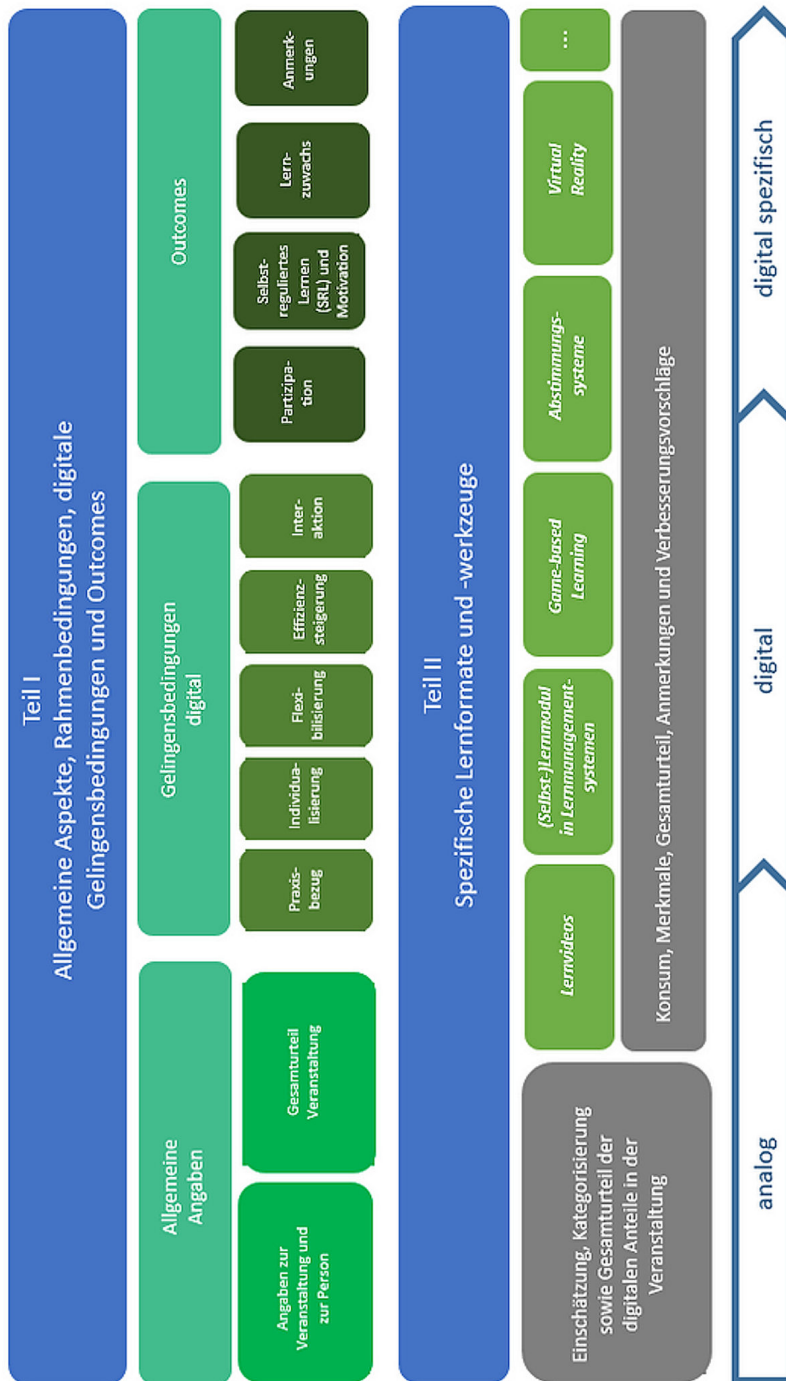 Teil I
Allgemeine Aspekte, Rahmenbedingungen, digitale
Gelingensbedingungen und Outcomes
Allgemeine
Angaben
Gelingensbedingungen
digital
Outcomes
Angaben zur
Veranstaltung und
zur Person
Gesamturteil
Veranstaltung
Praxis-
bezug
Individua-
lisierung
Flexi-
bilisierung
Effizienz-
steigerung
Inter-
aktion
Partizipa-
tion
Selbst-
reguliertes
Lernen
(SRL) und
Motivation
Lern-
zuwachs
Anmerk-
ungen
Teil II
Spezifische Lernformate und -werkzeuge
Einschätzung, Kategorisierung
sowie Gesamturteil der
digitalen Anteile in der
Veranstaltung
Lernvideos
(Selbst-)Lernmodul
in Lernmanagement-
systemen
Game-based
Learning
Abstimmungs-
systeme
Virtual
Reality
...
Konsum, Merkmale, Gesamturteil, Anmerkungen und Verbesserungsvorschläge
analog
digital
digital spezifisch